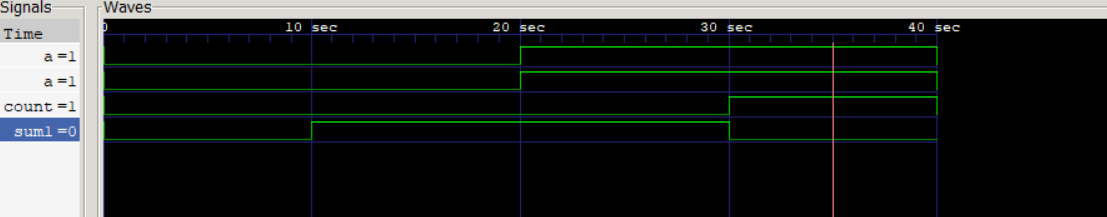 Signals Waves
Time 0 10 sec 20 sec 30 sec 40 sec
a =1
a =1
count =1
sum1 =0